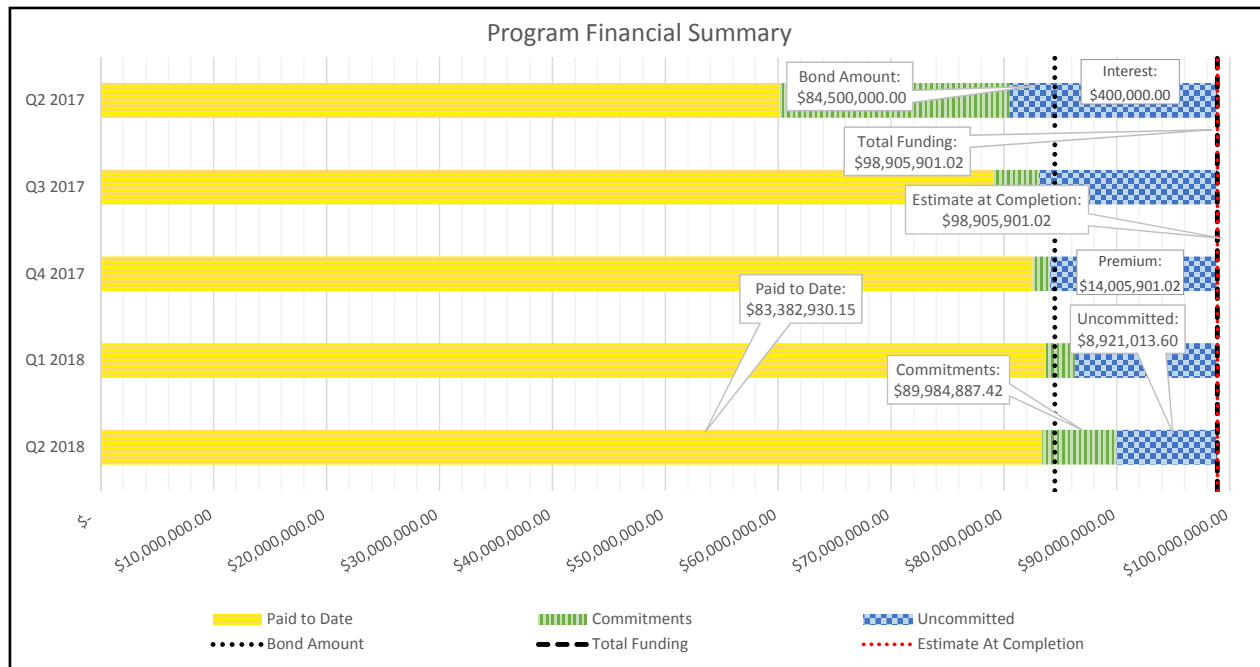 Program Financial Summary
Q2 2017
Bond Amount:
$84,500,000.00
Interest:
$400,000.00
Total Funding:
$98,905,901.02
Q3 2017
Estimate at Completion:
$98,905,901.02
Q4 2017
Premium:
$14,005,901.02
Paid to Date:
$83,382,930.15
Uncommitted:
$8,921,013.60
Q1 2018
Commitments:
$89,984,887.42
Q2 2018
$-
$10,000,000.00
$20,000,000.00
$30,000,000.00
$40,000,000.00
$50,000,000.00
$60,000,000.00
$70,000,000.00
$80,000,000.00
$90,000,000.00
$100,000,000.00
Paid to Date
Commitments
Uncommitted
Bond Amount
Total Funding
Estimate At Completion